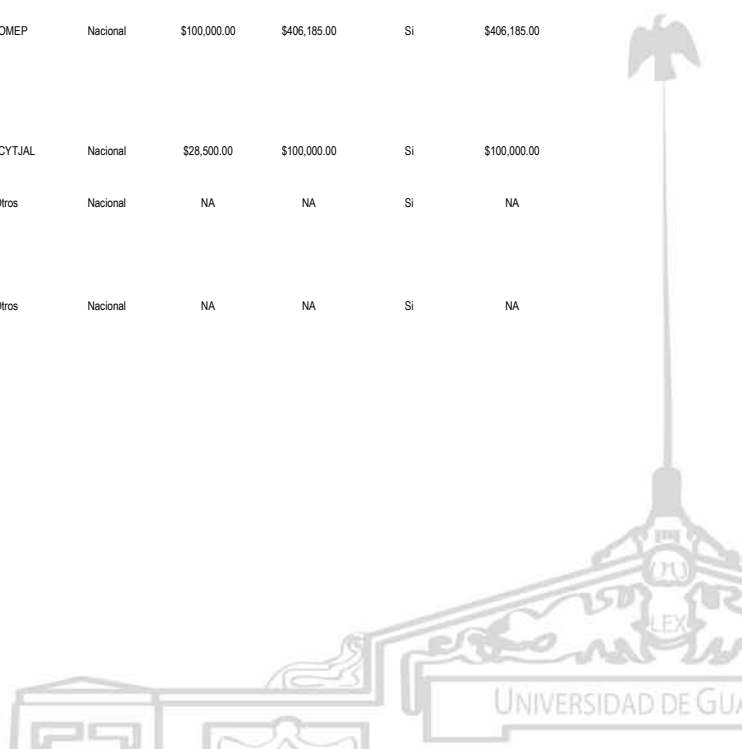 OMEP Nacional $100,000.00 $406,185.00 Si $406,185.00
CYTJAL Nacional $28,500.00 $100,000.00 Si $100,000.00
Otros Nacional NA NA Si NA
Otros Nacional NA NA Si NA
LEX
UNIVERSIDAD DE GUA